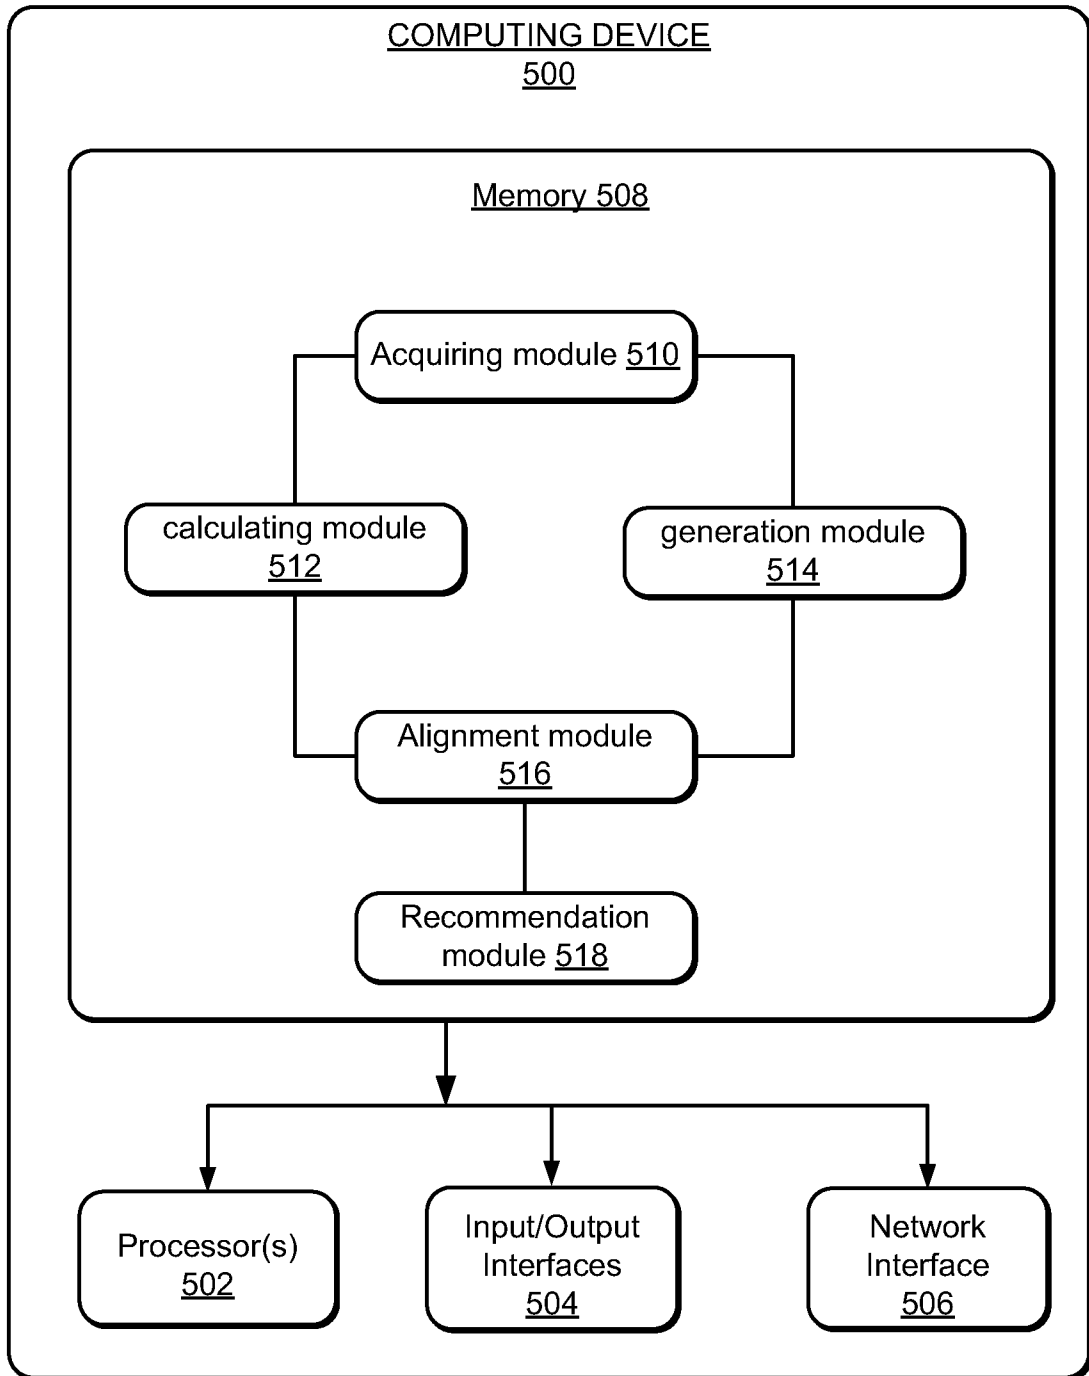 COMPUTING DEVICE
500
Memory 508
Acquiring module 510
calculating module
512
generation module
514
Alignment module
516
Recommendation
module 518
Processor(s)
502
Input/Output
Interfaces
504
Network
Interface
506